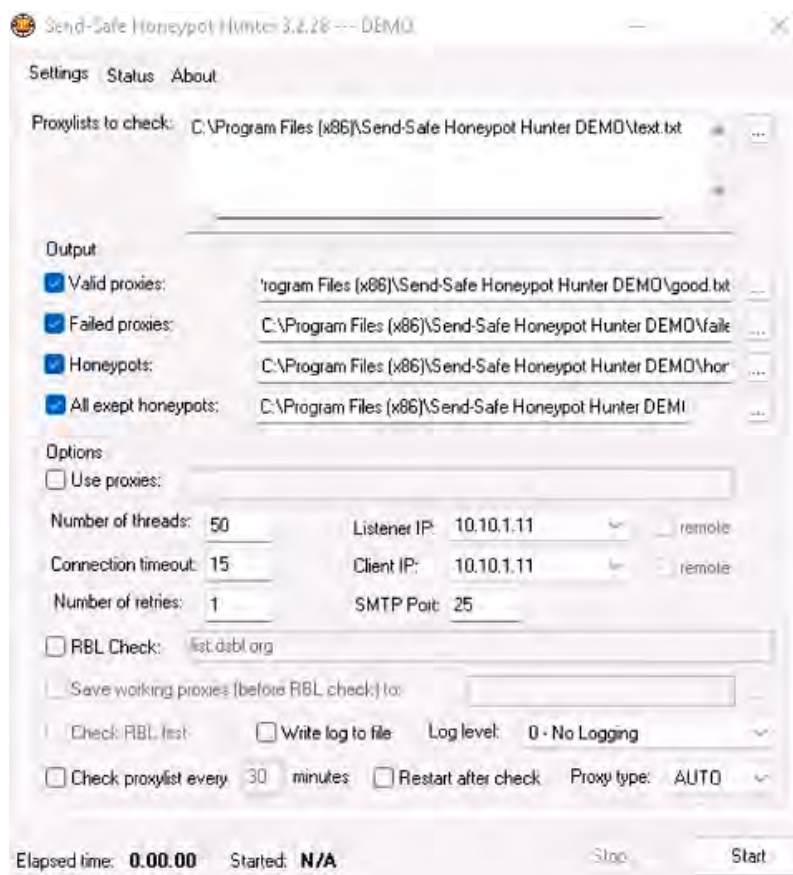 Send-Safe Honeypot Hunter 3.2.28 --- DEMO
Settings Status About
Proxylists to check: C:\Program Files (x86)\Send-Safe Honeypot Hunter DEMO\text.txt ...
Output
Valid proxies: 'rogram Files (x86)\Send-Safe Honeypot Hunter DEMO\good.txt ...
Failed proxies: C:\Program Files (x86)\Send-Safe Honeypot Hunter DEMO\faile ...
Honeypots: C:\Program Files (x86)\Send-Safe Honeypot Hunter DEMO\hor ...
All exept honeypots: C:\Program Files (x86)\Send-Safe Honeypot Hunter DEMI ...
Options
Use proxies:
Number of threads: 50 Listener IP: 10.10.1.11 remote
Connection timeout: 15 Client IP: 10.10.1.11 remote
Number of retries: 1 SMTP Port: 25
RBL Check: list.dsbl.org
Save working proxies (before RBL check) to:
Check RBL first Write log to file Log level: 0 - No Logging
Check proxylist every 30 minutes Restart after check Proxy type: AUTO
Elapsed time: 0.00.00 Started: N/A Stop Start